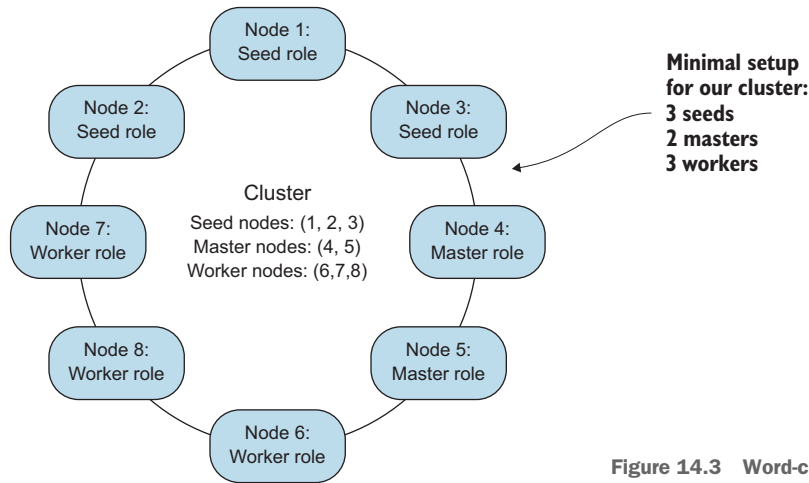 Node 1:
Seed role
Node 2:
Seed role
Node 3:
Seed role
Minimal setup
for our cluster:
3 seeds
2 masters
3 workers
Cluster
Seed nodes: (1, 2, 3)
Master nodes: (4, 5)
Worker nodes: (6,7,8)
Node 7:
Worker role
Node 4:
Master role
Node 8:
Worker role
Node 5:
Master role
Node 6:
Worker role
Figure 14.3 Word-c